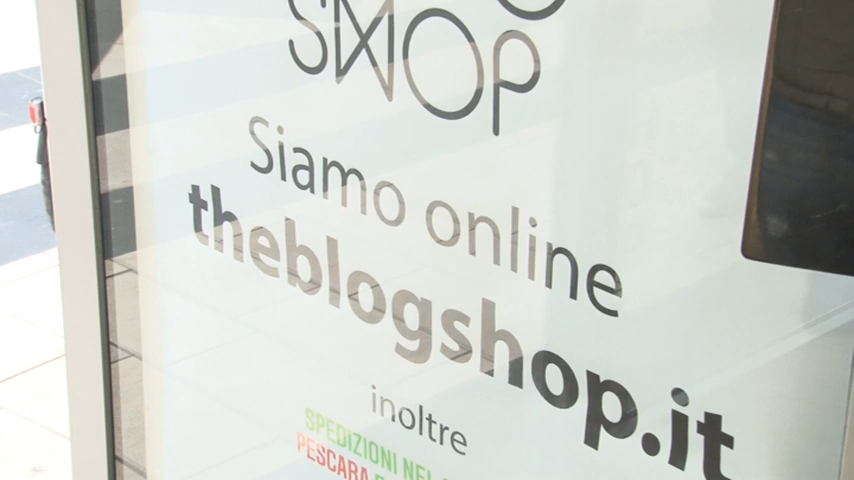 SHOP
Siamo online
theblogshop.it
inoltre
SPEDIZIONI NEL
PESCARA